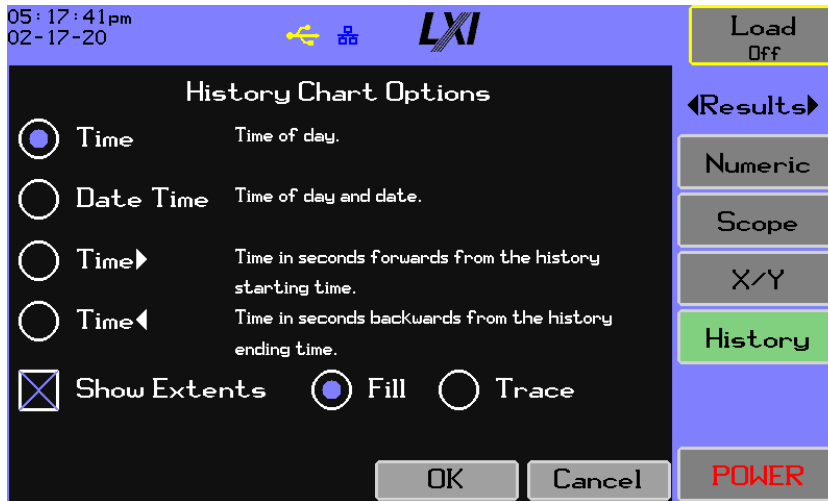 05:17:41pm
02-17-20
LXI
Load
Off
◀Results▶
Numeric
Scope
X/Y
History
POWER
History Chart Options
Time Time of day.
Date Time Time of day and date.
Time▶ Time in seconds forwards from the history
starting time.
Time◀ Time in seconds backwards from the history
ending time.
Show Extents Fill Trace
OK Cancel